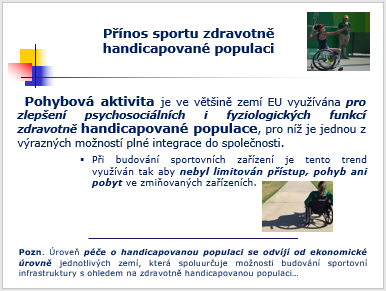 Přínos sportu zdravotně
handicapované populaci
Pohybová aktivita je ve většině zemí EU využívána pro
zlepšení psychosociálních i fyziologických funkcí
zdravotně handicapované populace, pro níž je jednou z
výrazných možností plné integrace do společnosti.
▪ Při budování sportovních zařízení je tento trend
využíván tak aby nebyl limitován přístup, pohyb ani
pobyt ve zmiňovaných zařízeních.
Pozn. Úroveň péče o handicapovanou populaci se odvíjí od ekonomické
úrovně jednotlivých zemí, která spoluurčuje možnosti budování sportovní
infrastruktury s ohledem na zdravotně handicapovanou populaci…